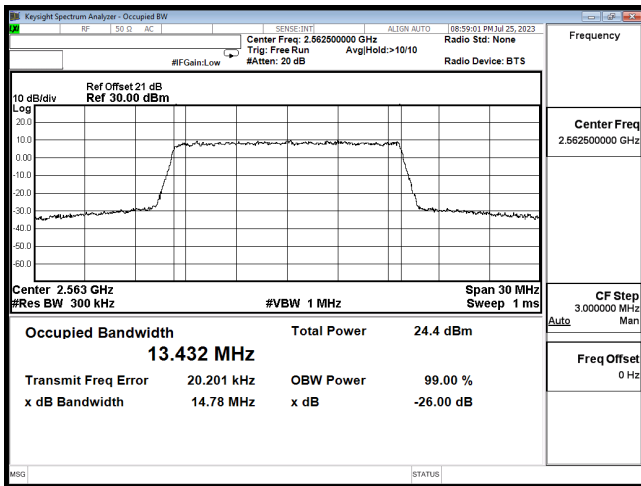 Keysight Spectrum Analyzer - Occupied BW
RF 50 Ω AC SENSE:INT ALIGN AUTO 08:59:01 PM Jul 25, 2023
Center Freq: 2.562500000 GHz Radio Std: None
Trig: Free Run Avg|Hold:>10/10
#IFGain:Low #Atten: 20 dB Radio Device: BTS
Frequency
Ref Offset 21 dB
10 dB/div Ref 30.00 dBm
Log
20.0
10.0
0.00
-10.0
-20.0
-30.0
-40.0
-50.0
-60.0
Center Freq
2.562500000 GHz
Center 2.563 GHz Span 30 MHz
#Res BW 300 kHz #VBW 1 MHz Sweep 1 ms
CF Step
3.000000 MHz
Auto Man
Occupied Bandwidth Total Power 24.4 dBm
13.432 MHz
Transmit Freq Error 20.201 kHz OBW Power 99.00 %
x dB Bandwidth 14.78 MHz x dB -26.00 dB
Freq Offset
0 Hz
MSG STATUS